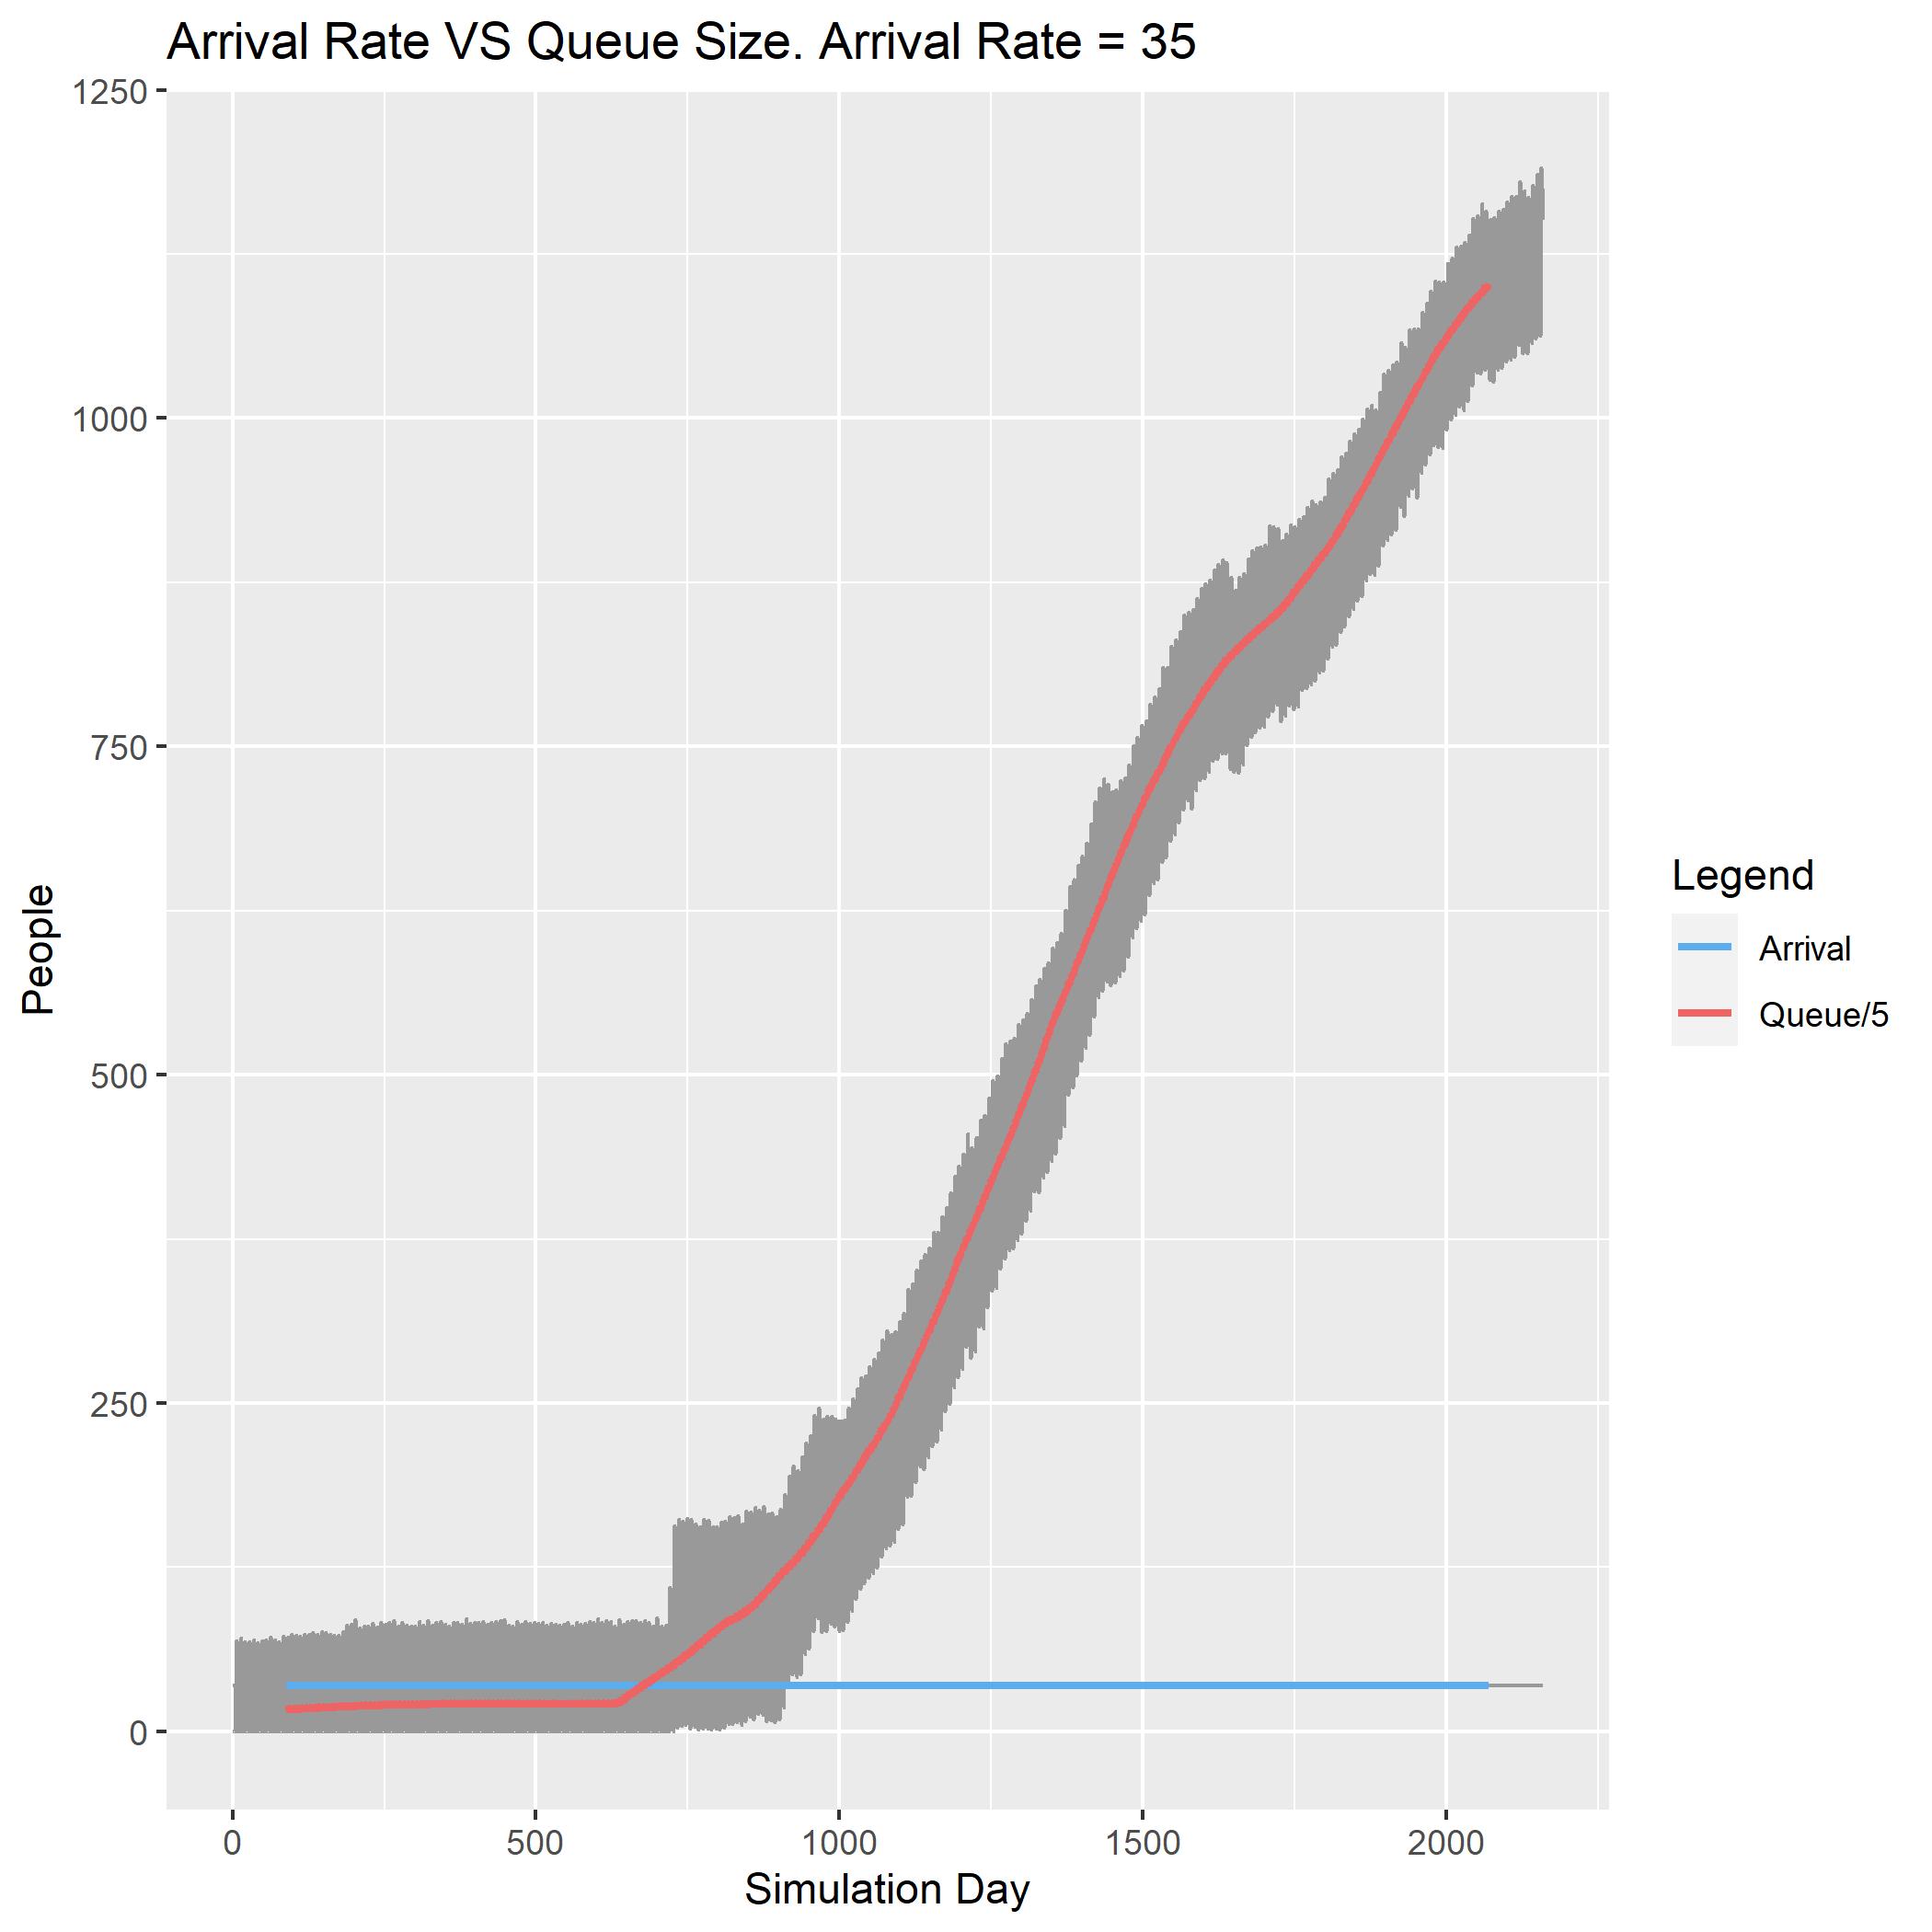 Arrival Rate VS Queue Size. Arrival Rate = 35
1250
1000
750
500
250
0
People
0 500 1000 1500 2000
Simulation Day
Legend
Arrival
Queue/5